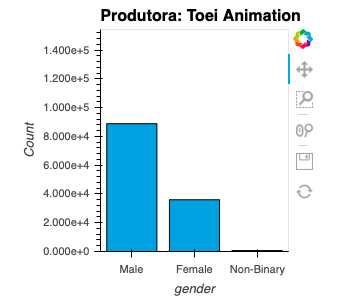 Produtora: Toei Animation
1.400e+5
1.200e+5
1.000e+5
8.000e+4
6.000e+4
4.000e+4
2.000e+4
0.000e+0
Count
Male Female Non-Binary
gender